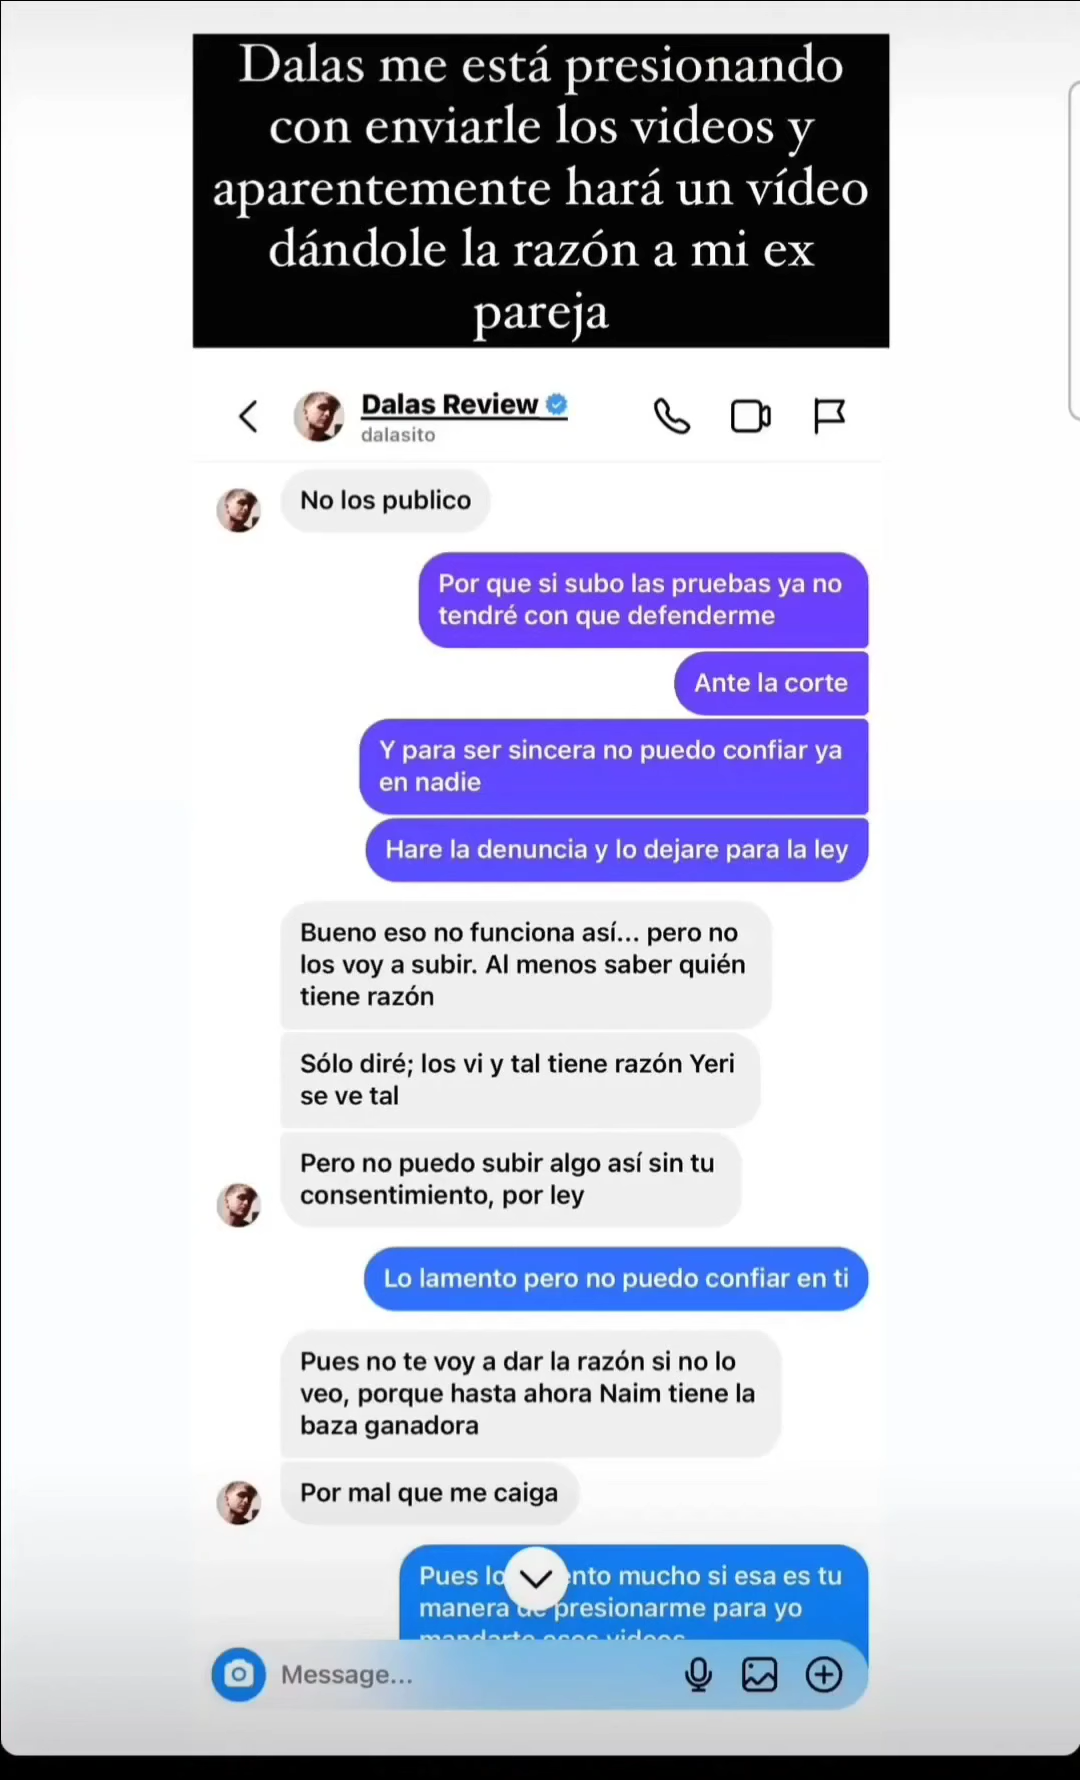 Dalas me está presionando
con enviarle los videos y
aparentemente hará un vídeo
dándole la razón a mi ex
pareja
Dalas Review
dalasito
No los publico
Por que si subo las pruebas ya no
tendré con que defenderme
Ante la corte
Y para ser sincera no puedo confiar ya
en nadie
Hare la denuncia y lo dejare para la ley
Bueno eso no funciona así... pero no
los voy a subir. Al menos saber quién
tiene razón
Sólo diré; los vi y tal tiene razón Yeri
se ve tal
Pero no puedo subir algo así sin tu
consentimiento, por ley
Lo lamento pero no puedo confiar en ti
Pues no te voy a dar la razón si no lo
veo, porque hasta ahora Naim tiene la
baza ganadora
Por mal que me caiga
Pues mucho si esa es tu
manera de presionarme para yo
mandarte esos videos
Message...